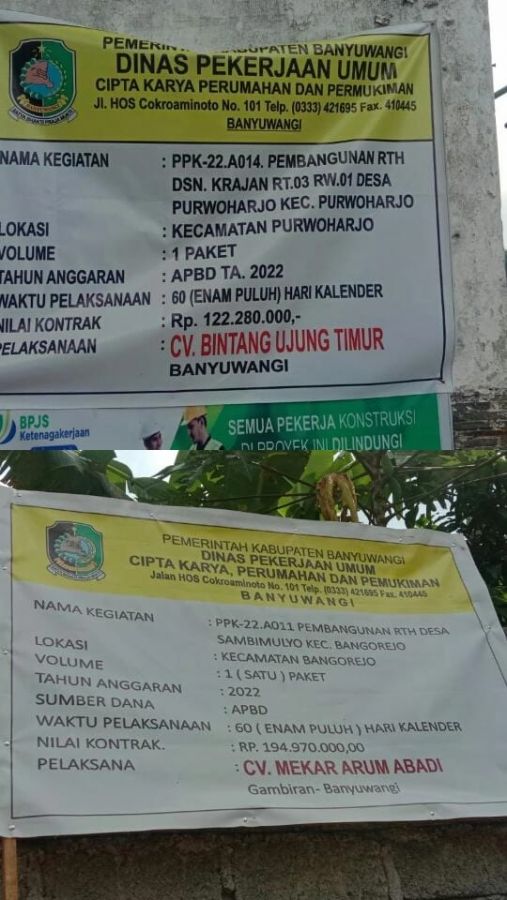 PEMERINTAH KABUPATEN BANYUWANGI
DINAS PEKERJAAN UMUM
CIPTA KARYA PERUMAHAN DAN PERMUKIMAN
Jl. HOS Cokroaminoto No. 101 Telp. (0333) 421695 Fax. 410445
BANYUWANGI
NAMA KEGIATAN : PPK-22.A014. PEMBANGUNAN RTH
DSN. KRAJAN RT.03 RW.01 DESA
PURWOHARJO KEC. PURWOHARJO
LOKASI : KECAMATAN PURWOHARJO
VOLUME : 1 PAKET
TAHUN ANGGARAN : APBD TA. 2022
WAKTU PELAKSANAAN : 60 (ENAM PULUH) HARI KALENDER
NILAI KONTRAK : Rp. 122.280.000,-
PELAKSANAAN : CV. BINTANG UJUNG TIMUR
BANYUWANGI
BPJS
Ketenagakerjaan
SEMUA PEKERJA KONSTRUKSI
DI PROYEK INI DILINDUNGI
PEMERINTAH KABUPATEN BANYUWANGI
DINAS PEKERJAAN UMUM
CIPTA KARYA, PERUMAHAN DAN PEMUKIMAN
Jalan HOS Cokroaminoto No. 101 Telp. (0333) 421695 Fax. 410445
BANYUWANGI
NAMA KEGIATAN : PPK-22.A011 PEMBANGUNAN RTH DESA
SAMBIMULYO KEC. BANGOREJO
LOKASI : KECAMATAN BANGOREJO
VOLUME : 1 ( SATU ) PAKET
TAHUN ANGGARAN : 2022
SUMBER DANA : APBD
WAKTU PELAKSANAAN : 60 ( ENAM PULUH ) HARI KALENDER
NILAI KONTRAK. : RP. 194.970.000,00
PELAKSANA : CV. MEKAR ARUM ABADI
Gambiran- Banyuwangi